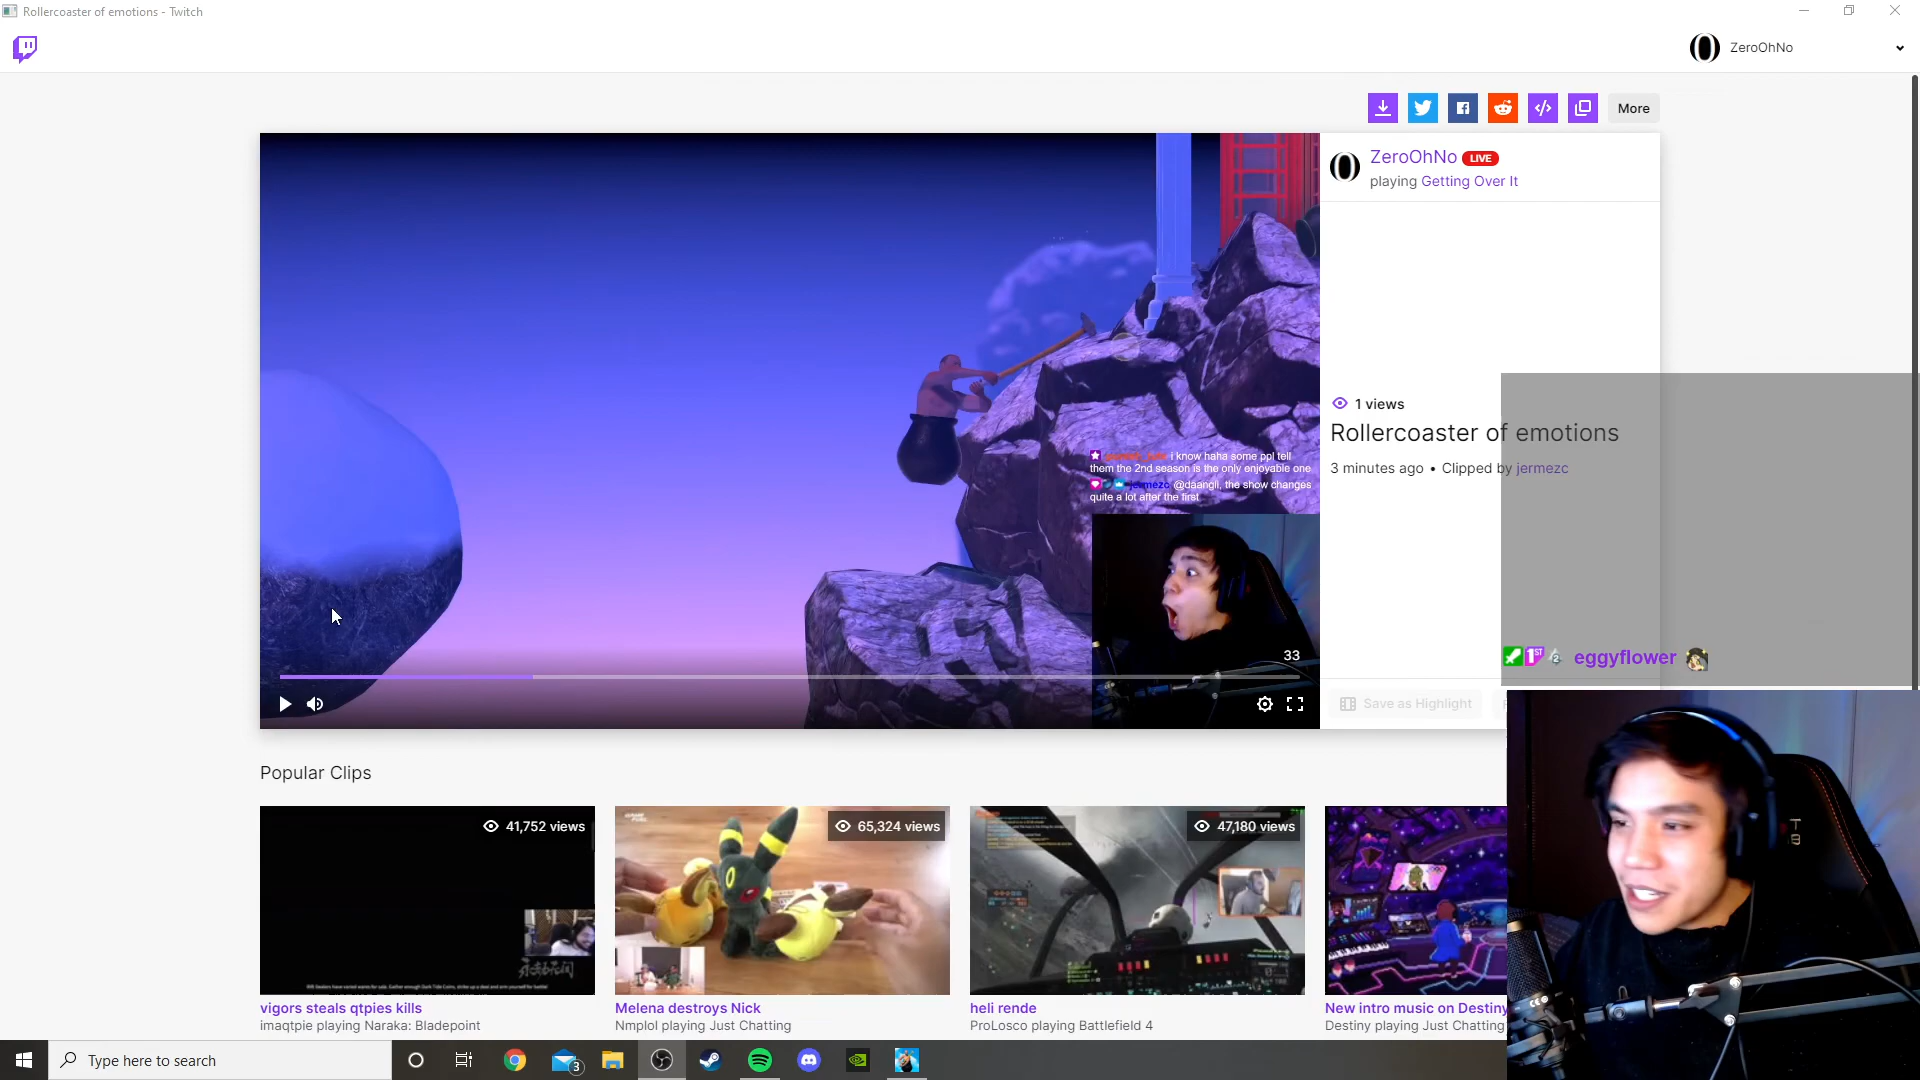 Rollercoaster of emotions - Twitch
ZeroOhNo
More
ZeroOhNo LIVE
playing Getting Over It
i know haha some ppl tell
them the 2nd season is the only enjoyable one
jermezc @daangil, the show changes
quite a lot after the first
33
1 views
Rollercoaster of emotions
3 minutes ago • Clipped by jermezc
1ST 2 eggyflower
Save as Highlight
Popular Clips
41,752 views
65,324 views
47,180 views
vigors steals qtpies kills
imaqtpie playing Naraka: Bladepoint
Melena destroys Nick
Nmplol playing Just Chatting
heli rende
ProLosco playing Battlefield 4
New intro music on Destiny
Destiny playing Just Chatting
Type here to search
3